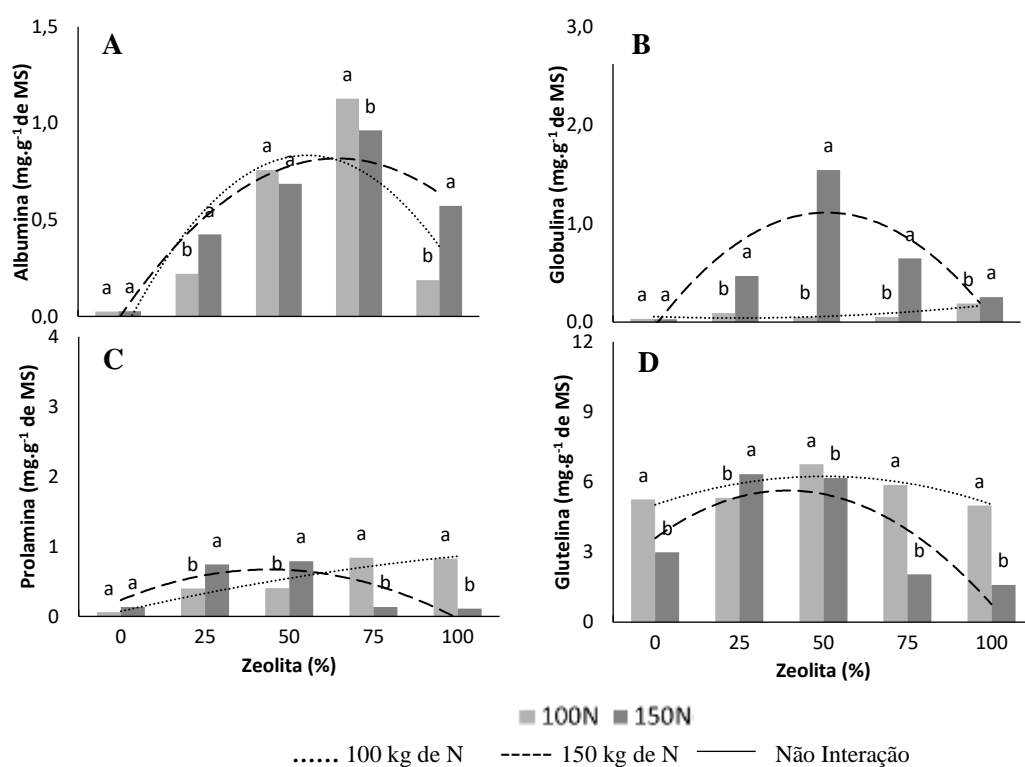 A
Albumina (mg.g⁻¹ de MS)
1,5
1,0
0,5
0,0
a a b a a a a b b a
B
Globulina (mg.g⁻¹ de MS)
3,0
2,0
1,0
0,0
a a b a b a b a b a
C
Prolamina (mg.g⁻¹ de MS)
4
3
2
1
0
a a b a b a a b a b
0 25 50 75 100
Zeolita (%)
D
Glutelina (mg.g⁻¹ de MS)
12
9
6
3
0
a b b a a b a b a b
0 25 50 75 100
Zeolita (%)
100N 150N
100 kg de N 150 kg de N Não Interação